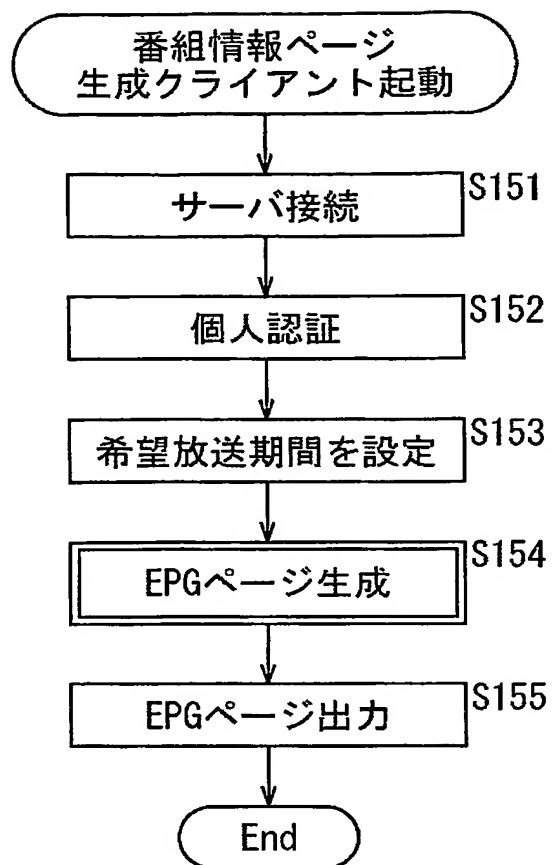 番組情報ページ
生成クライアント起動
サーバ接続
S151
個人認証
S152
希望放送期間を設定
S153
EPGページ生成
S154
EPGページ出力
S155
End